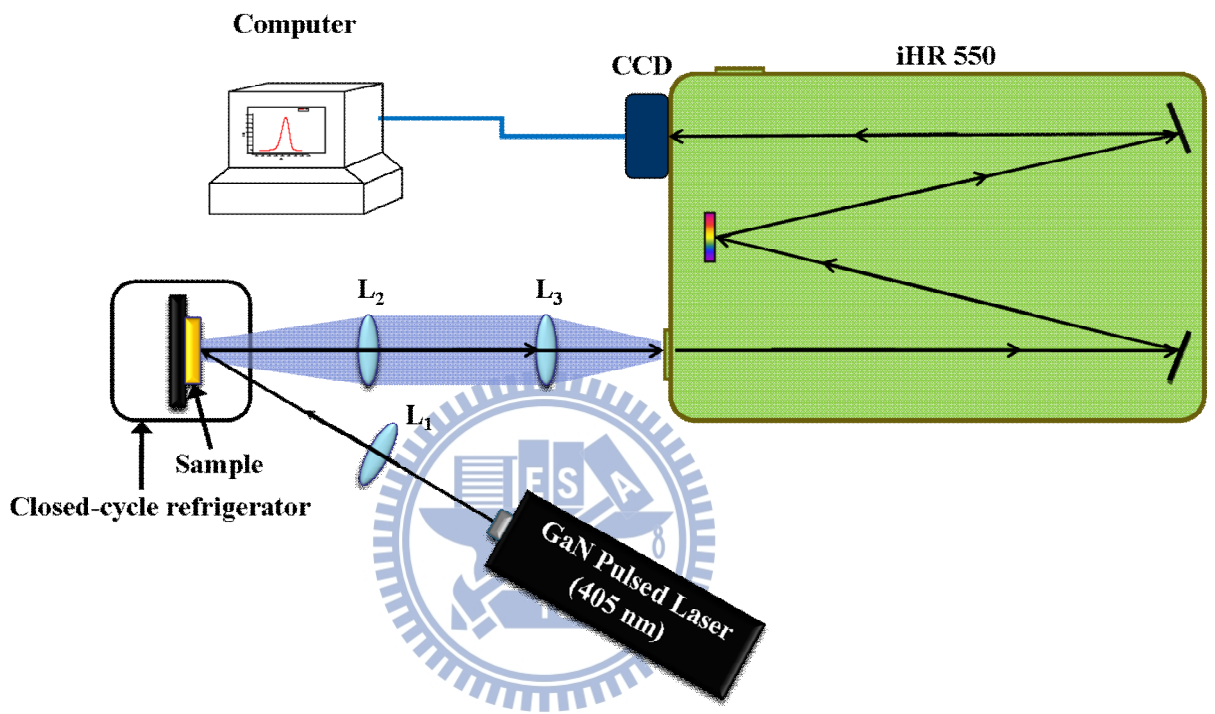 Computer
CCD
iHR 550
L₂
L₃
L₁
Sample
Closed-cycle refrigerator
GaN Pulsed Laser
(405 nm)
E S A